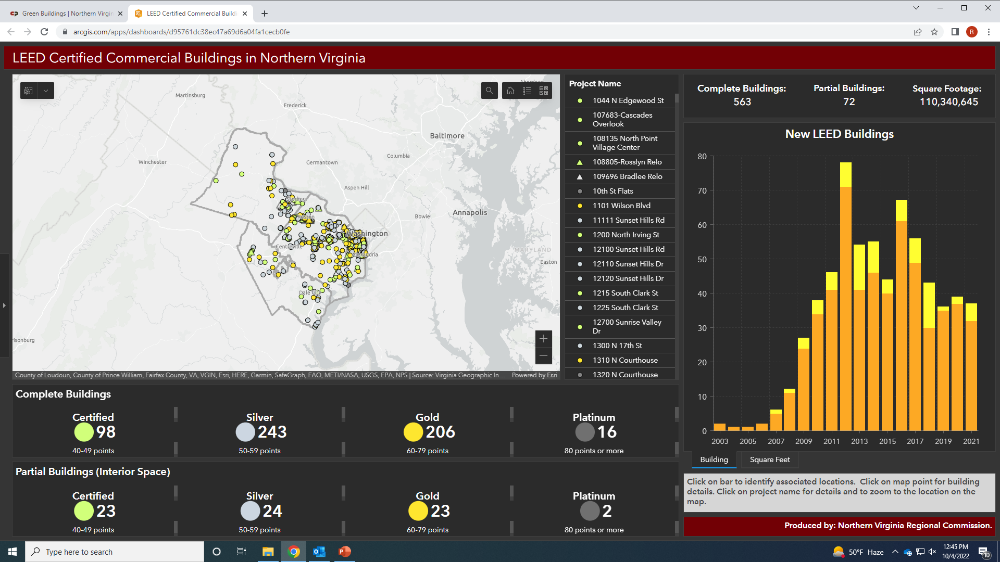 Green Buildings | Northern Virgin
LEED Certified Commercial Buildi
arcgis.com/apps/dashboards/d95761dc38ec47a69d6a04fa1cecb0fe
R
LEED Certified Commercial Buildings in Northern Virginia
Martinsburg
Frederick
Aberdeen
Baltimore
Winchester
Columbia
Germantown
Aspen Hill
Sterling
Reston
Bowie
Annapolis
Washington
Centreville
Alexandria
MARYLAND
Easton
Dale City
risonburg
County of Loudoun, County of Prince William, Fairfax County, VA, VGIN, Esri, HERE, Garmin, SafeGraph, FAO, METI/NASA, USGS, EPA, NPS | Source: Virginia Geographic In... Powered by Esri
Project Name
1044 N Edgewood St
107683-Cascades
Overlook
108135 North Point
Village Center
108805-Rosslyn Relo
109696 Bradlee Relo
10th St Flats
1101 Wilson Blvd
11111 Sunset Hills Rd
1200 North Irving St
12100 Sunset Hills Rd
12110 Sunset Hills Dr
12120 Sunset Hills Dr
1215 South Clark St
1225 South Clark St
12700 Sunrise Valley
Dr
1300 N 17th St
1310 N Courthouse
1320 N Courthouse
Complete Buildings:
563
Partial Buildings:
72
Square Footage:
110,340,645
New LEED Buildings
80
70
60
50
40
30
20
10
0
2003 2005 2007 2009 2011 2013 2015 2017 2019 2021
Building Square Feet
Click on bar to identify associated locations. Click on map point for building
details. Click on project name for details and to zoom to the location on the
map.
Produced by: Northern Virginia Regional Commission.
Complete Buildings
Certified
98
40-49 points
Silver
243
50-59 points
Gold
206
60-79 points
Platinum
16
80 points or more
Partial Buildings (Interior Space)
Certified
23
40-49 points
Silver
24
50-59 points
Gold
23
60-79 points
Platinum
2
80 points or more
Type here to search
50°F Haze
12:45 PM
10/4/2022
10